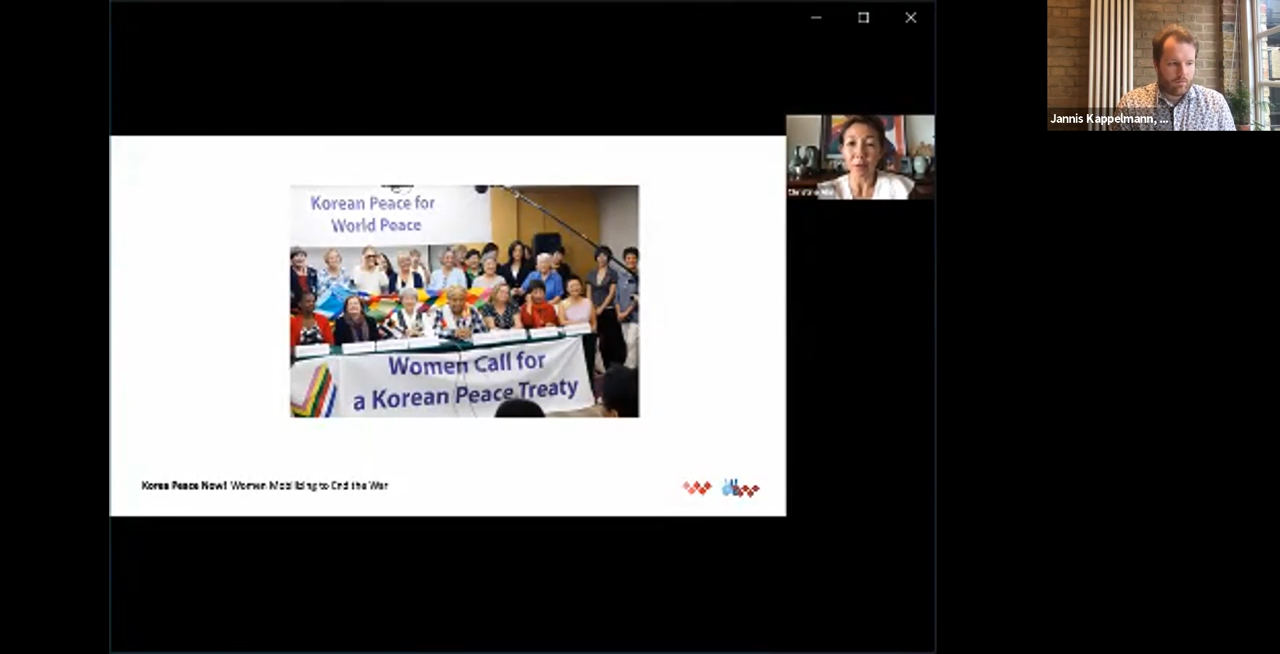 Korean Peace for
World Peace
Women Call for
a Korean Peace Treaty
Korea Peace Now! Women Mobilizing to End the War
Christine
Jannis Kappelmann, ...